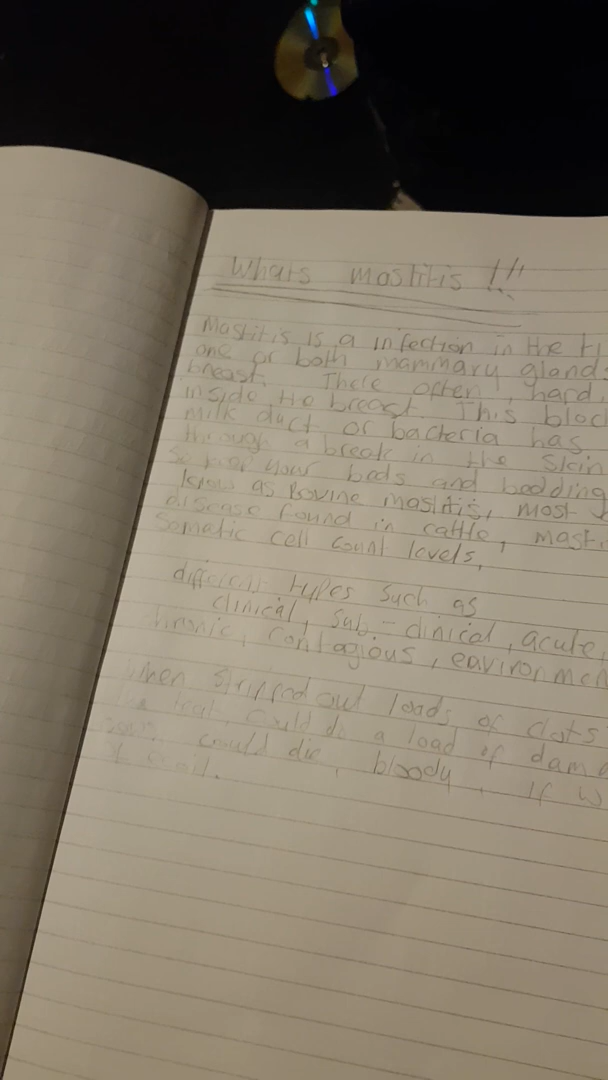 Whats mastitis !!!
Mastitis is a infection in the
one or both mammary gland
breast. There often, hard,
inside the breast. This bloc
milk duct or bacteria has
through a break in the skin
your beds and bedding
know as Bovine mastitis, most
disease found in cattle, mast
somatic cell count levels,
different types such as
clinical, sub-clinical, acute,
chronic, contagious, environmen
When stripped out loads of clots
teat, could do a load of dam
could die, bloody, if w